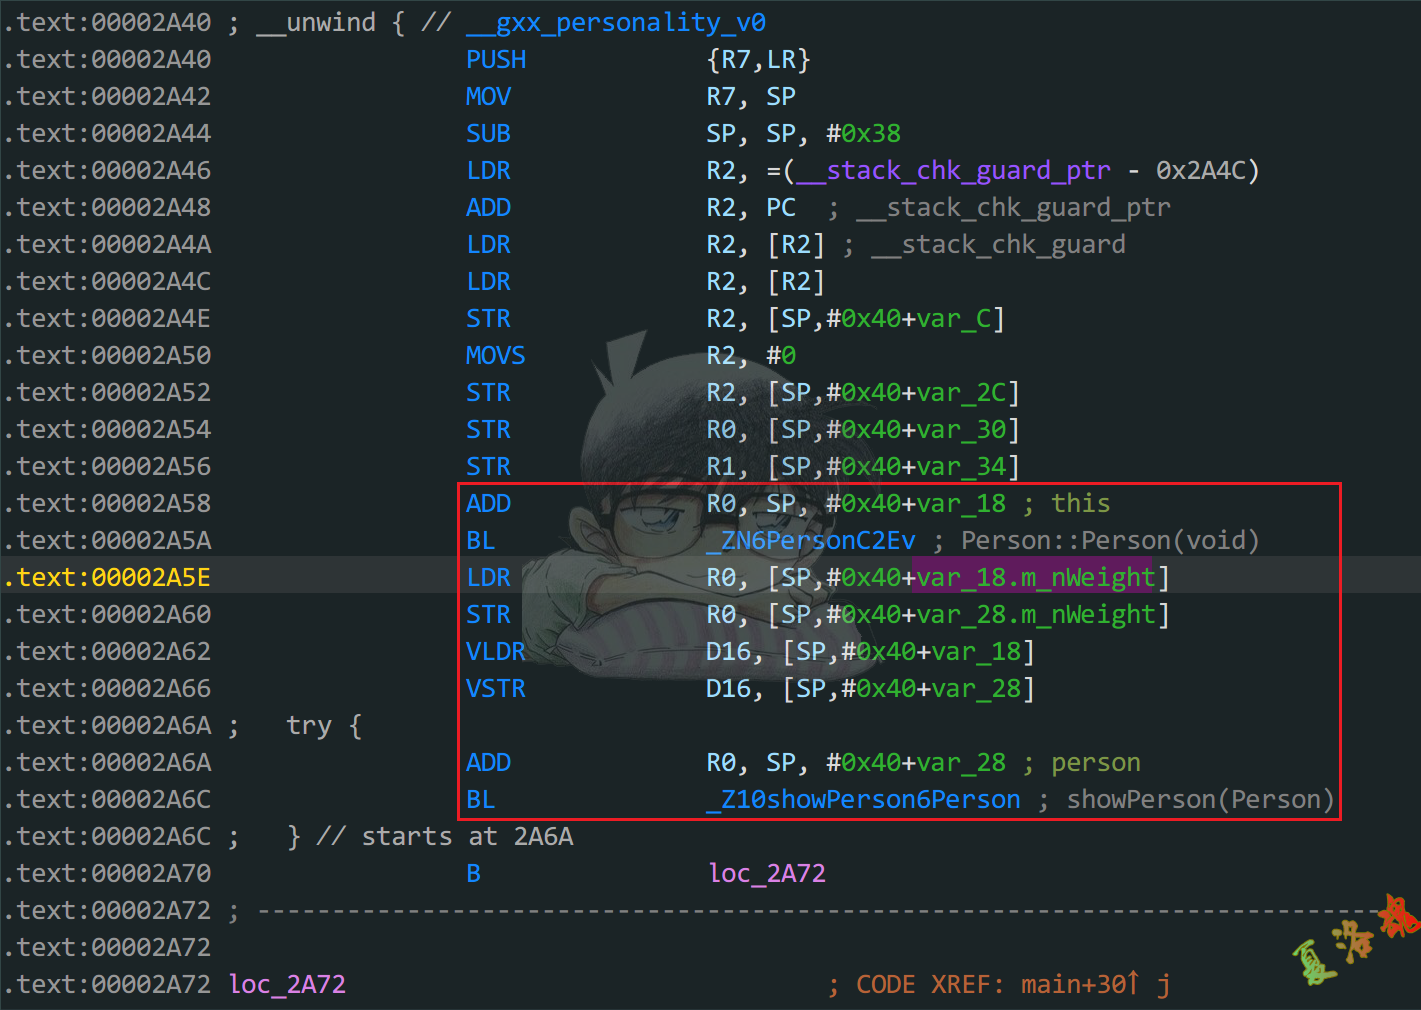 .text:00002A40 ; __unwind { // __gxx_personality_v0
.text:00002A40 PUSH {R7,LR}
.text:00002A42 MOV R7, SP
.text:00002A44 SUB SP, SP, #0x38
.text:00002A46 LDR R2, =(__stack_chk_guard_ptr - 0x2A4C)
.text:00002A48 ADD R2, PC ; __stack_chk_guard_ptr
.text:00002A4A LDR R2, [R2] ; __stack_chk_guard
.text:00002A4C LDR R2, [R2]
.text:00002A4E STR R2, [SP,#0x40+var_C]
.text:00002A50 MOVS R2, #0
.text:00002A52 STR R2, [SP,#0x40+var_2C]
.text:00002A54 STR R0, [SP,#0x40+var_30]
.text:00002A56 STR R1, [SP,#0x40+var_34]
.text:00002A58 ADD R0, SP, #0x40+var_18 ; this
.text:00002A5A BL _ZN6PersonC2Ev ; Person::Person(void)
.text:00002A5E LDR R0, [SP,#0x40+var_18.m_nWeight]
.text:00002A60 STR R0, [SP,#0x40+var_28.m_nWeight]
.text:00002A62 VLDR D16, [SP,#0x40+var_18]
.text:00002A66 VSTR D16, [SP,#0x40+var_28]
.text:00002A6A ; try {
.text:00002A6A ADD R0, SP, #0x40+var_28 ; person
.text:00002A6C BL _Z10showPerson6Person ; showPerson(Person)
.text:00002A6C ; } // starts at 2A6A
.text:00002A70 B loc_2A72
.text:00002A72 ; ---------------------------------------------------------------------------
.text:00002A72
.text:00002A72 loc_2A72 ; CODE XREF: main+30↑ j
夏洛